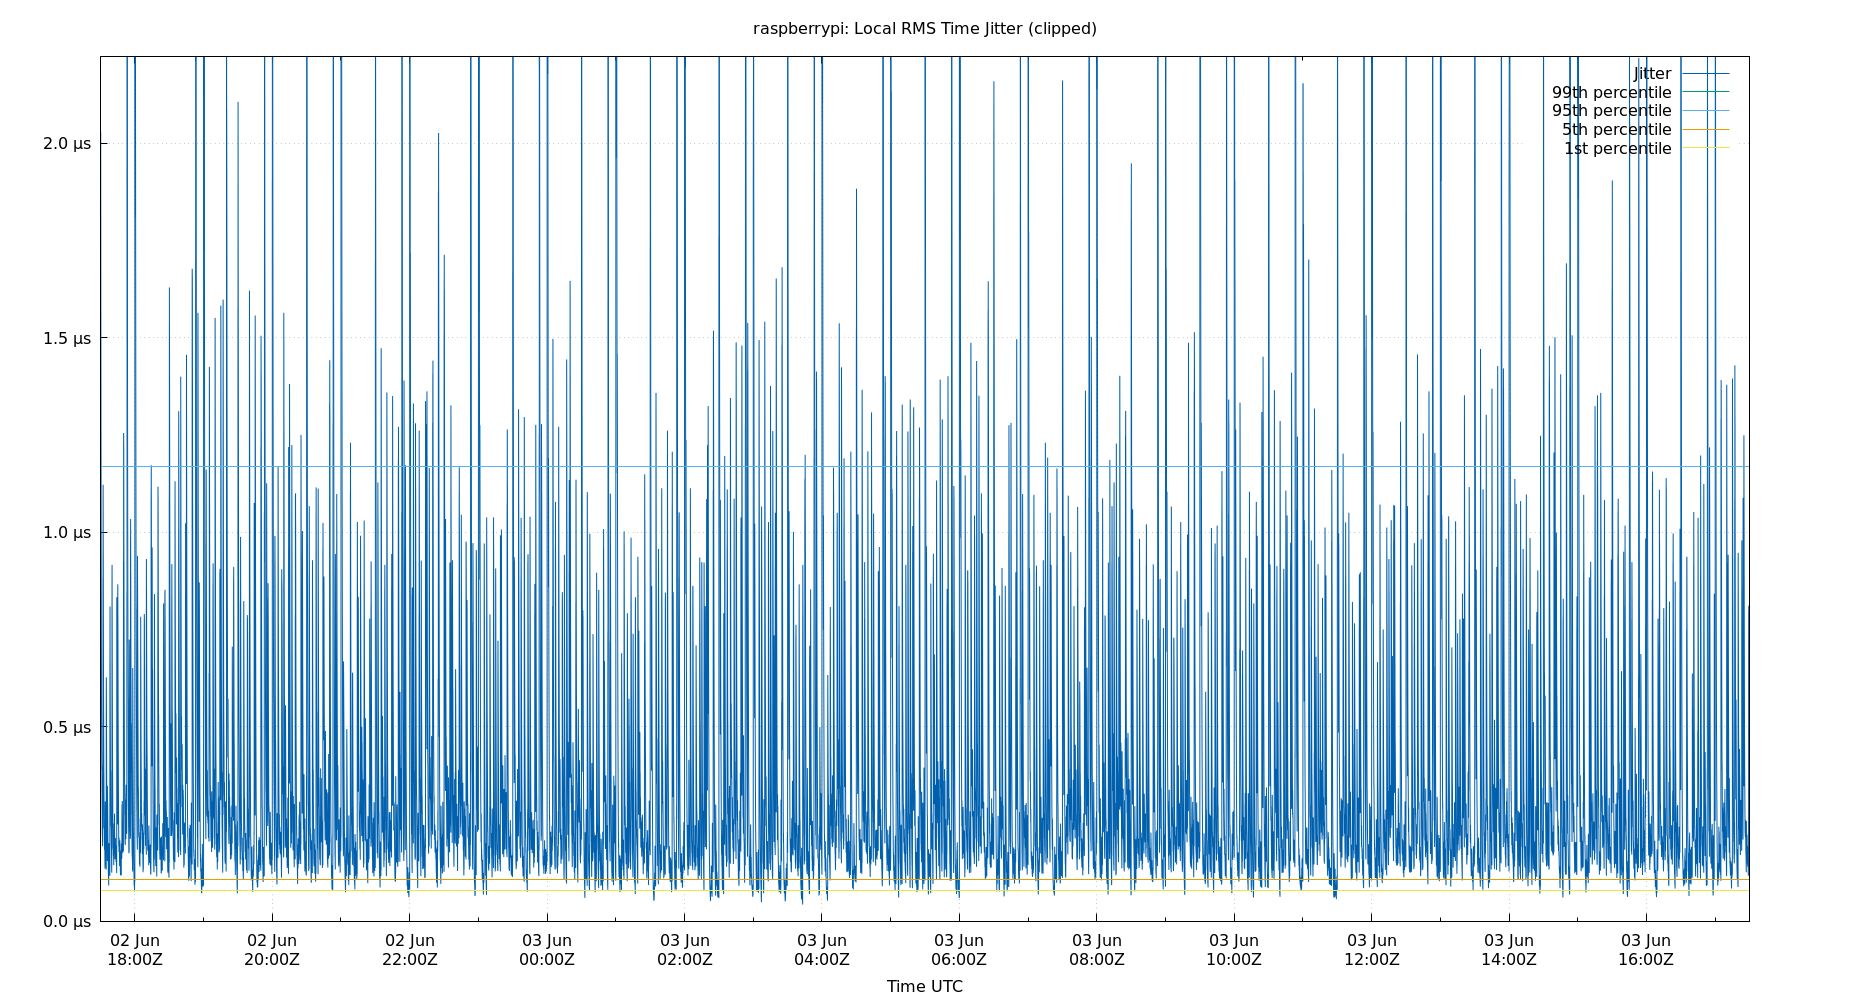 raspberrypi: Local RMS Time Jitter (clipped)
Jitter
99th percentile
95th percentile
5th percentile
1st percentile
2.0 µs
1.5 µs
1.0 µs
0.5 µs
0.0 µs
02 Jun 02 Jun 02 Jun 03 Jun 03 Jun 03 Jun 03 Jun 03 Jun 03 Jun 03 Jun 03 Jun 03 Jun
18:00Z 20:00Z 22:00Z 00:00Z 02:00Z 04:00Z 06:00Z 08:00Z 10:00Z 12:00Z 14:00Z 16:00Z
Time UTC